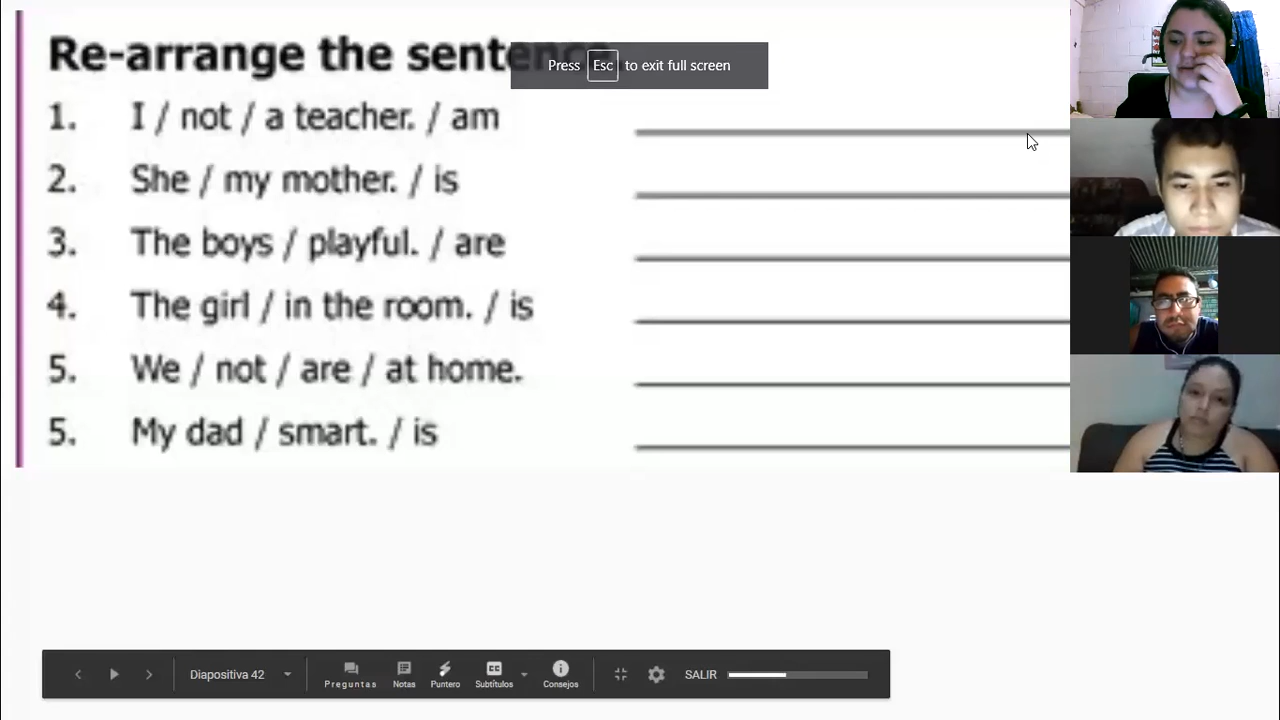 Re-arrange the sentence
Press Esc to exit full screen
1. I / not / a teacher. / am
2. She / my mother. / is
3. The boys / playful. / are
4. The girl / in the room. / is
5. We / not / are / at home.
5. My dad / smart. / is
Diapositiva 42
Preguntas
Notas
Puntero
Subtítulos
Consejos
SALIR